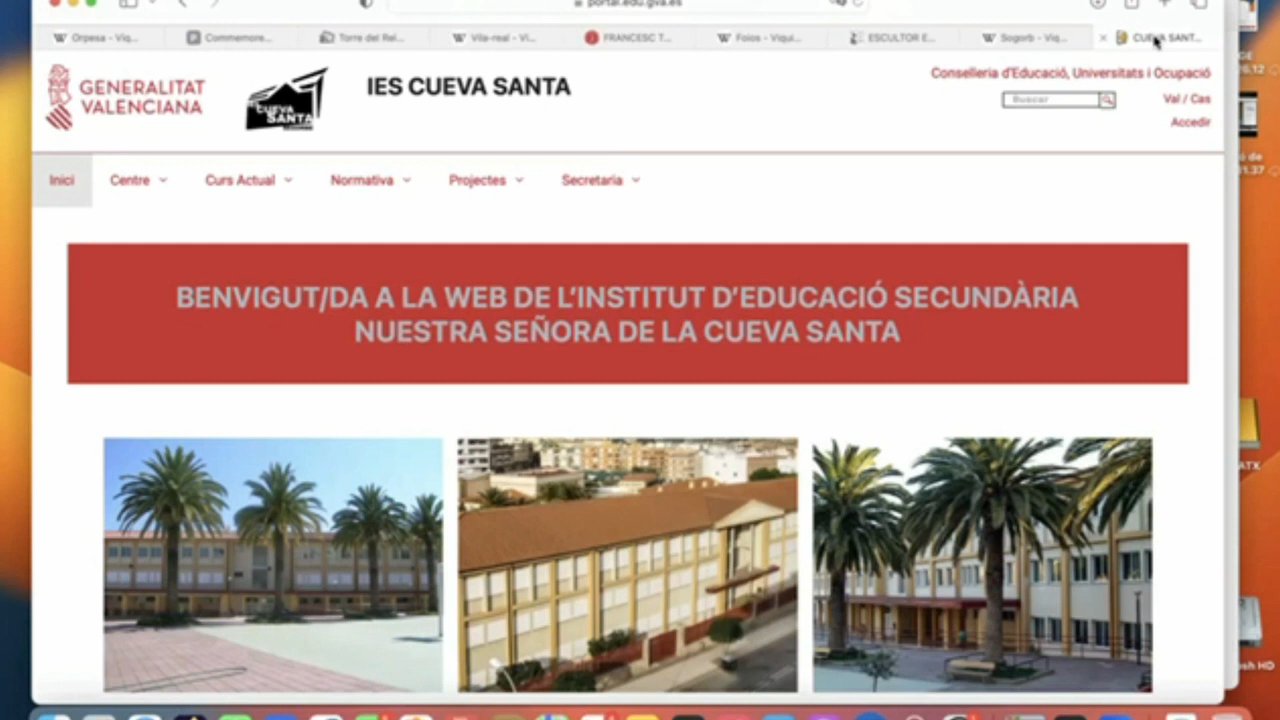 portal.edu.gva.es
Orpesa - Viq...
Commemore...
Torre del Rei...
Vila-real - Vi...
FRANCESC T...
Foios - Viqui...
ESCULTOR E...
Sogorb - Viq...
CUEVA SANT...
GENERALITAT
VALENCIANA
CUEVA
SANTA
IES CUEVA SANTA
Conselleria d'Educació, Universitats i Ocupació
Buscar
Val / Cas
Accedir
Inici
Centre
Curs Actual
Normativa
Projectes
Secretaria
BENVIGUT/DA A LA WEB DE L'INSTITUT D'EDUCACIÓ SECUNDÀRIA
NUESTRA SEÑORA DE LA CUEVA SANTA